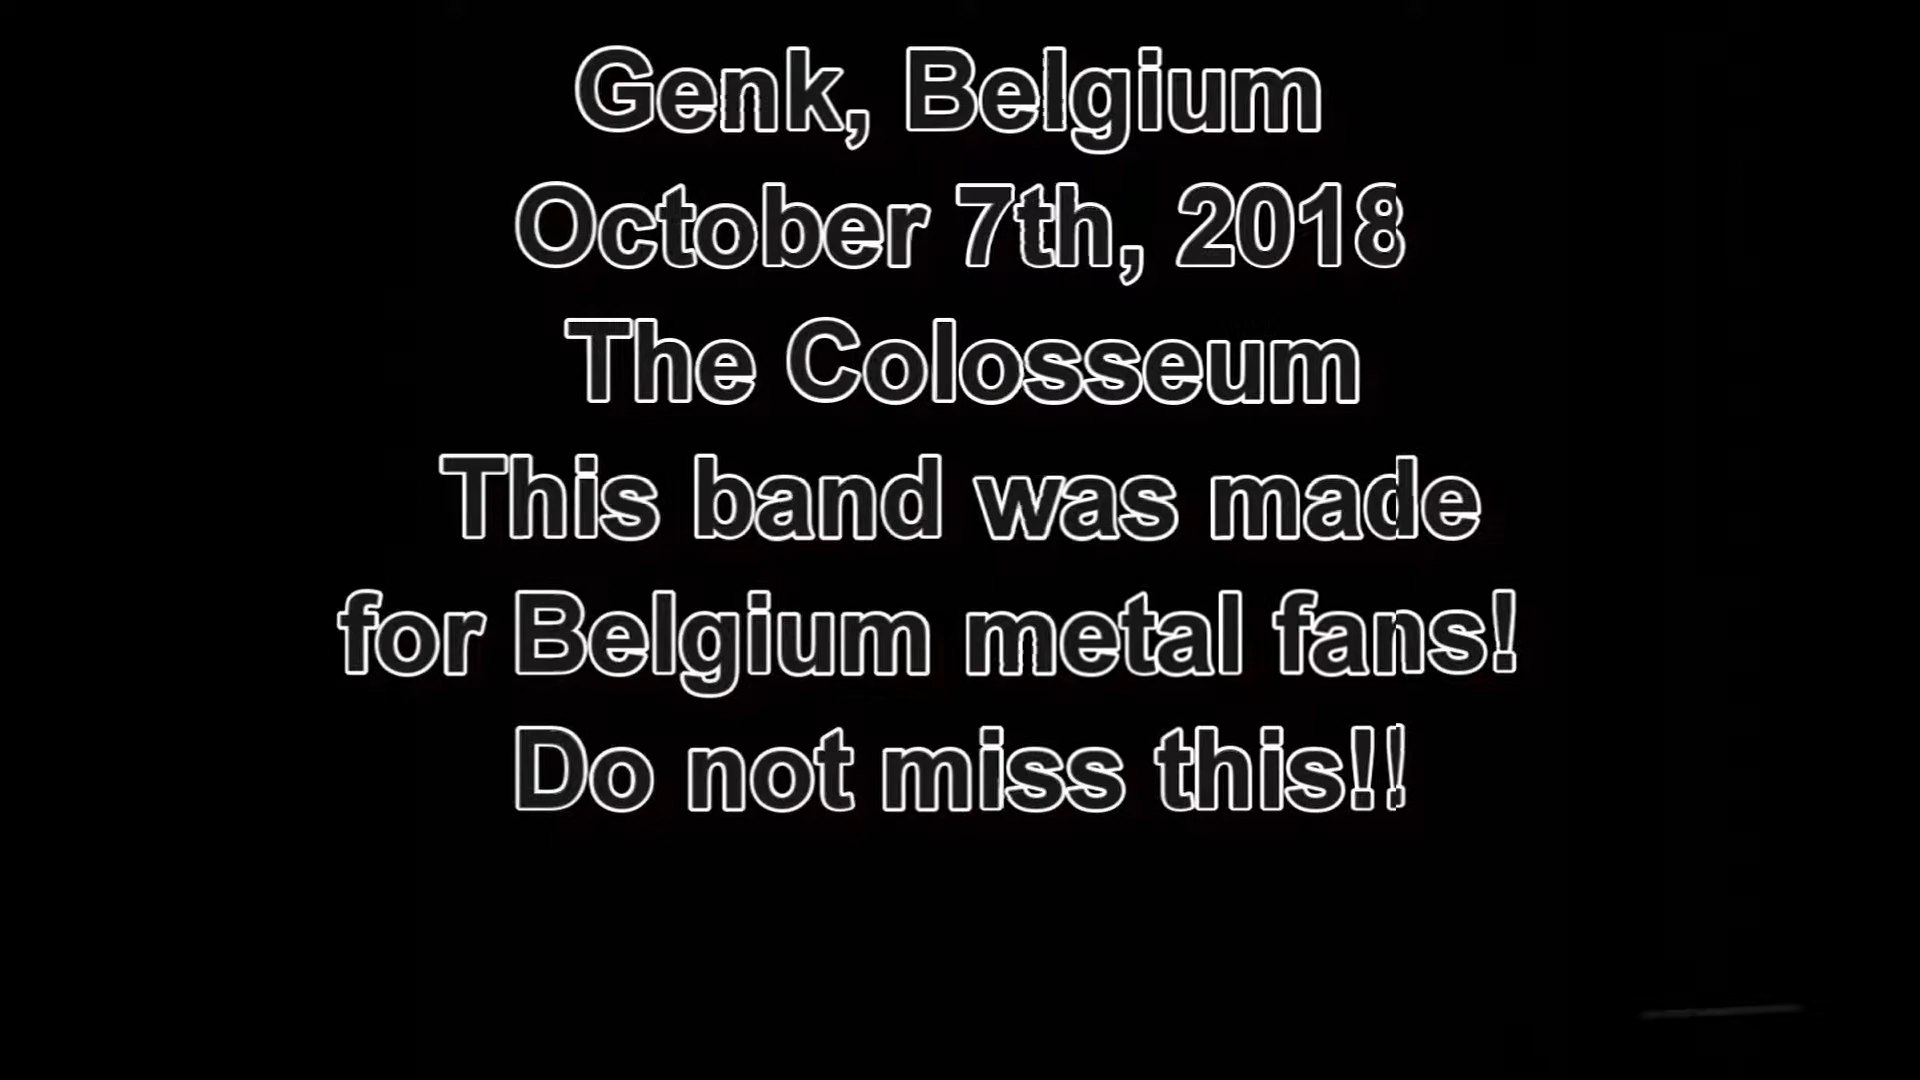 Genk, Belgium
October 7th, 2018
The Colosseum
This band was made
for Belgium metal fans!
Do not miss this!!